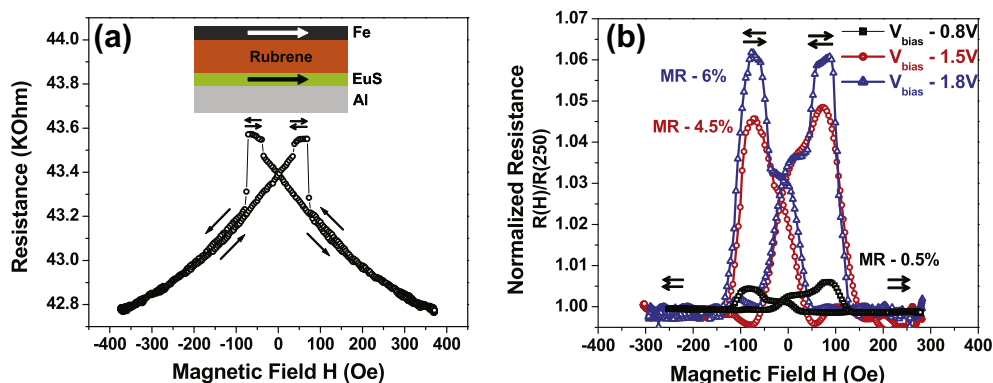 (a)
Fe
Rubrene
EuS
Al
Resistance (KOhm)
44.0
43.8
43.6
43.4
43.2
43.0
42.8
-400 -300 -200 -100 0 100 200 300 400
Magnetic Field H (Oe)
(b)
V bias - 0.8V
V bias - 1.5V
V bias - 1.8V
MR - 6%
MR - 4.5%
MR - 0.5%
Normalized Resistance
R(H)/R(250)
1.07
1.06
1.05
1.04
1.03
1.02
1.01
1.00
-400 -300 -200 -100 0 100 200 300 400
Magnetic Field H (Oe)